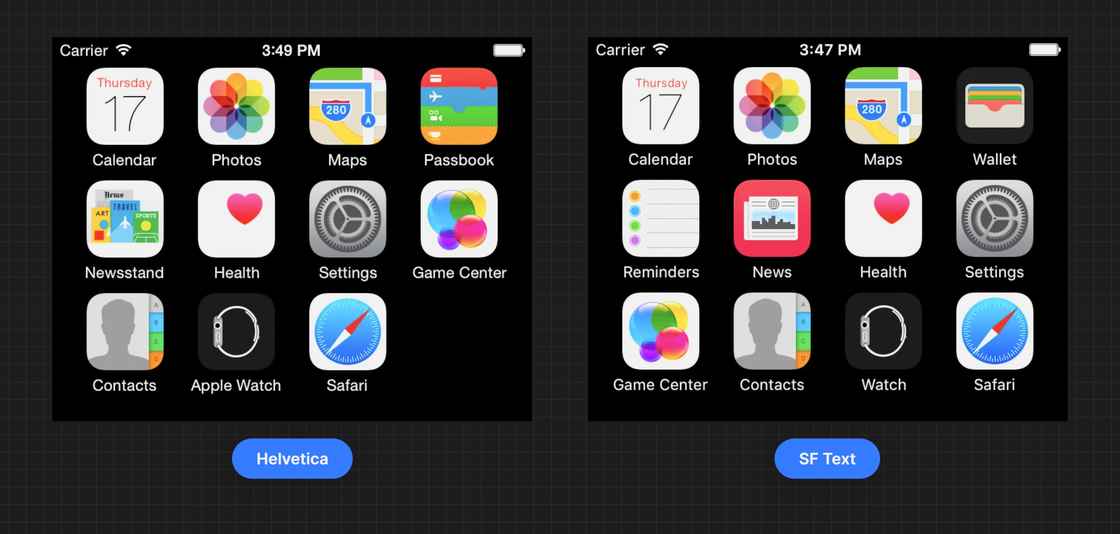 Carrier 3:49 PM
Thursday
17
280
Calendar Photos Maps Passbook
ART TRAVEL SPORTS
Newsstand Health Settings Game Center
A
Contacts Apple Watch Safari
Helvetica
Carrier 3:47 PM
Thursday
17
280
Calendar Photos Maps Wallet
Reminders News Health Settings
A
Game Center Contacts Watch Safari
SF Text